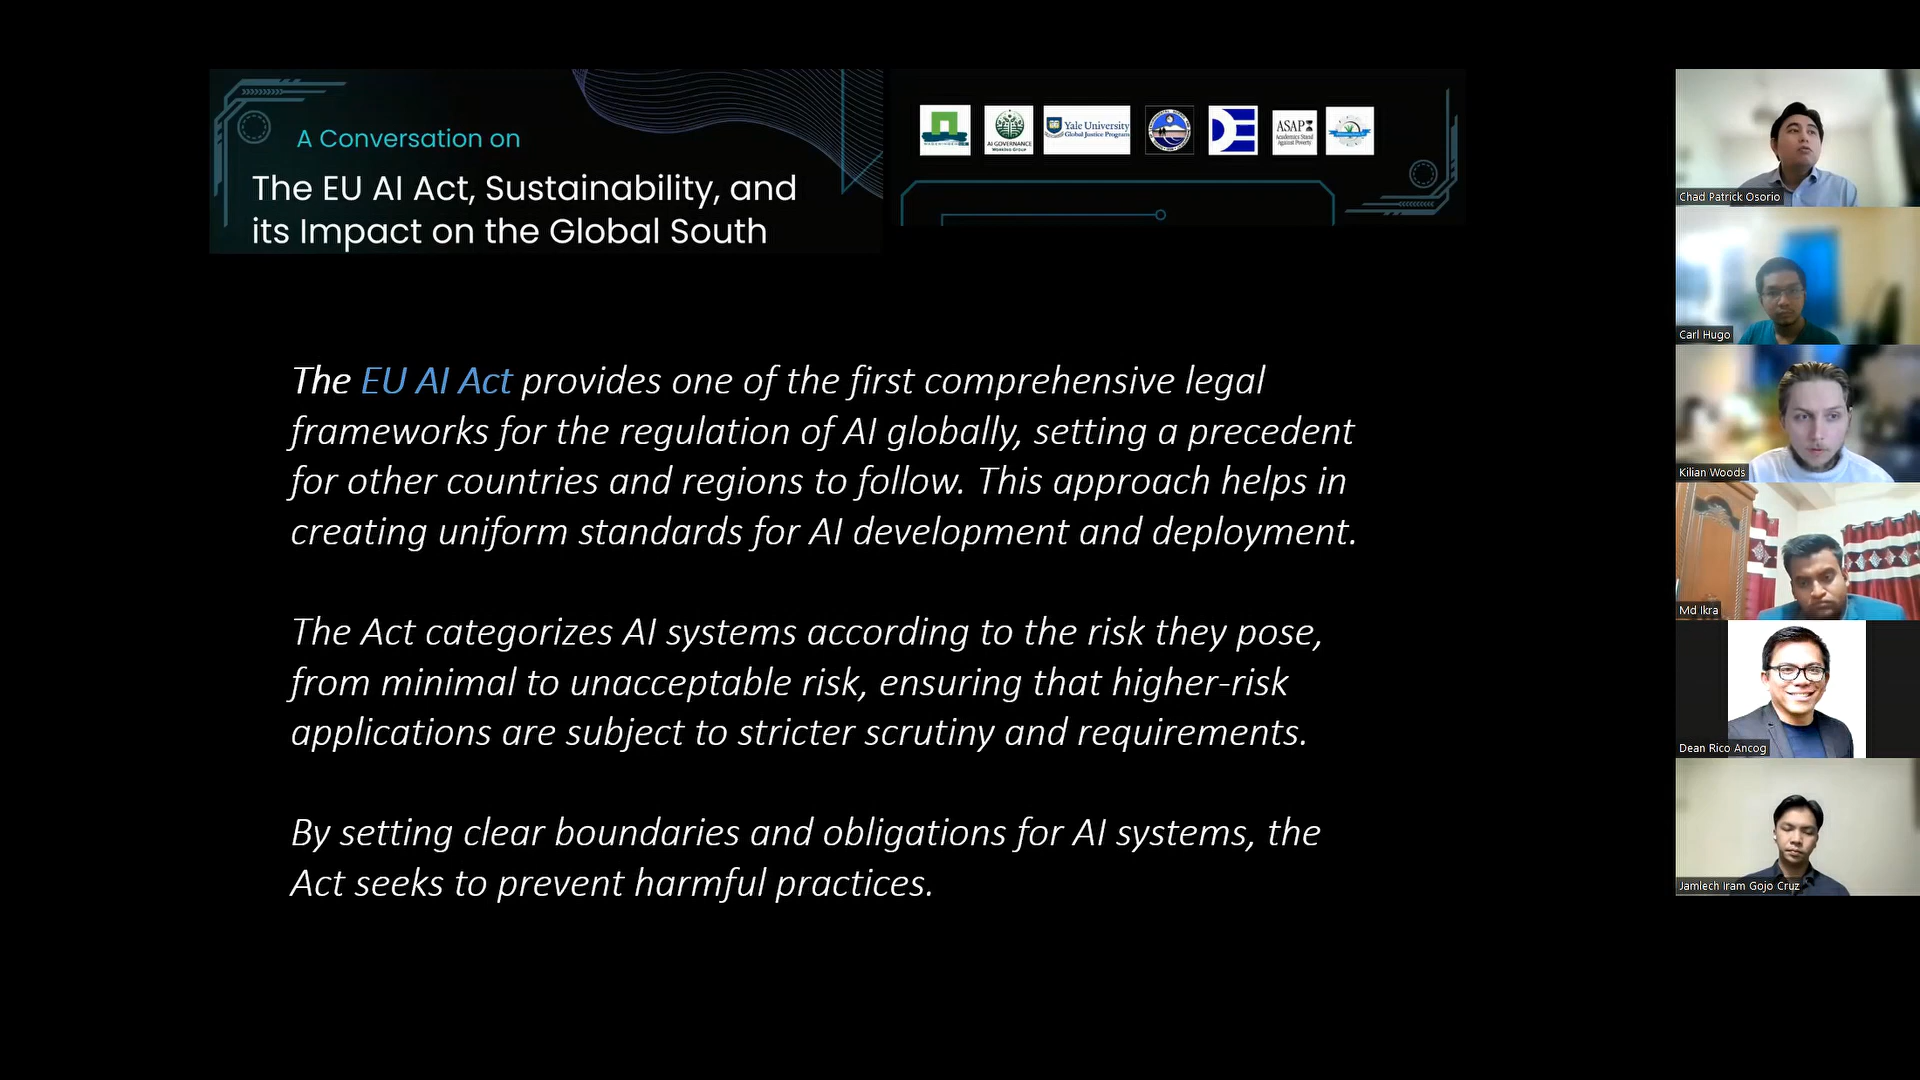 A Conversation on
The EU AI Act, Sustainability, and
its Impact on the Global South
AI GOVERNANCE
WORKING GROUP
Yale University
Global Justice Program
ASAP
Academics Stand
Against Poverty
The EU AI Act provides one of the first comprehensive legal
frameworks for the regulation of AI globally, setting a precedent
for other countries and regions to follow. This approach helps in
creating uniform standards for AI development and deployment.
The Act categorizes AI systems according to the risk they pose,
from minimal to unacceptable risk, ensuring that higher-risk
applications are subject to stricter scrutiny and requirements.
By setting clear boundaries and obligations for AI systems, the
Act seeks to prevent harmful practices.
Chad Patrick Osorio
Carl Hugo
Kilian Woods
Md Ikra
Dean Rico Ancog
Jamlech Iram Gojo Cruz